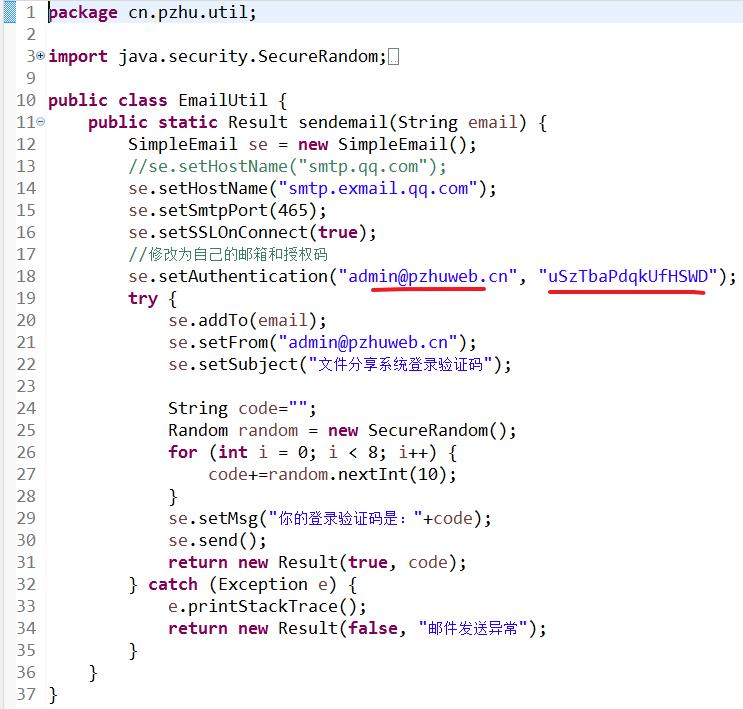 1 package cn.pzhu.util;
2
3 import java.security.SecureRandom;
9
10 public class EmailUtil {
11 public static Result sendemail(String email) {
12 SimpleEmail se = new SimpleEmail();
13 //se.setHostName("smtp.qq.com");
14 se.setHostName("smtp.exmail.qq.com");
15 se.setSmtpPort(465);
16 se.setSSLOnConnect(true);
17 //修改为自己的邮箱和授权码
18 se.setAuthentication("admin@pzhuweb.cn", "uSzTbaPdqkUfHSWD");
19 try {
20 se.addTo(email);
21 se.setFrom("admin@pzhuweb.cn");
22 se.setSubject("文件分享系统登录验证码");
23
24 String code="";
25 Random random = new SecureRandom();
26 for (int i = 0; i < 8; i++) {
27 code+=random.nextInt(10);
28 }
29 se.setMsg("你的登录验证码是："+code);
30 se.send();
31 return new Result(true, code);
32 } catch (Exception e) {
33 e.printStackTrace();
34 return new Result(false, "邮件发送异常");
35 }
36 }
37 }